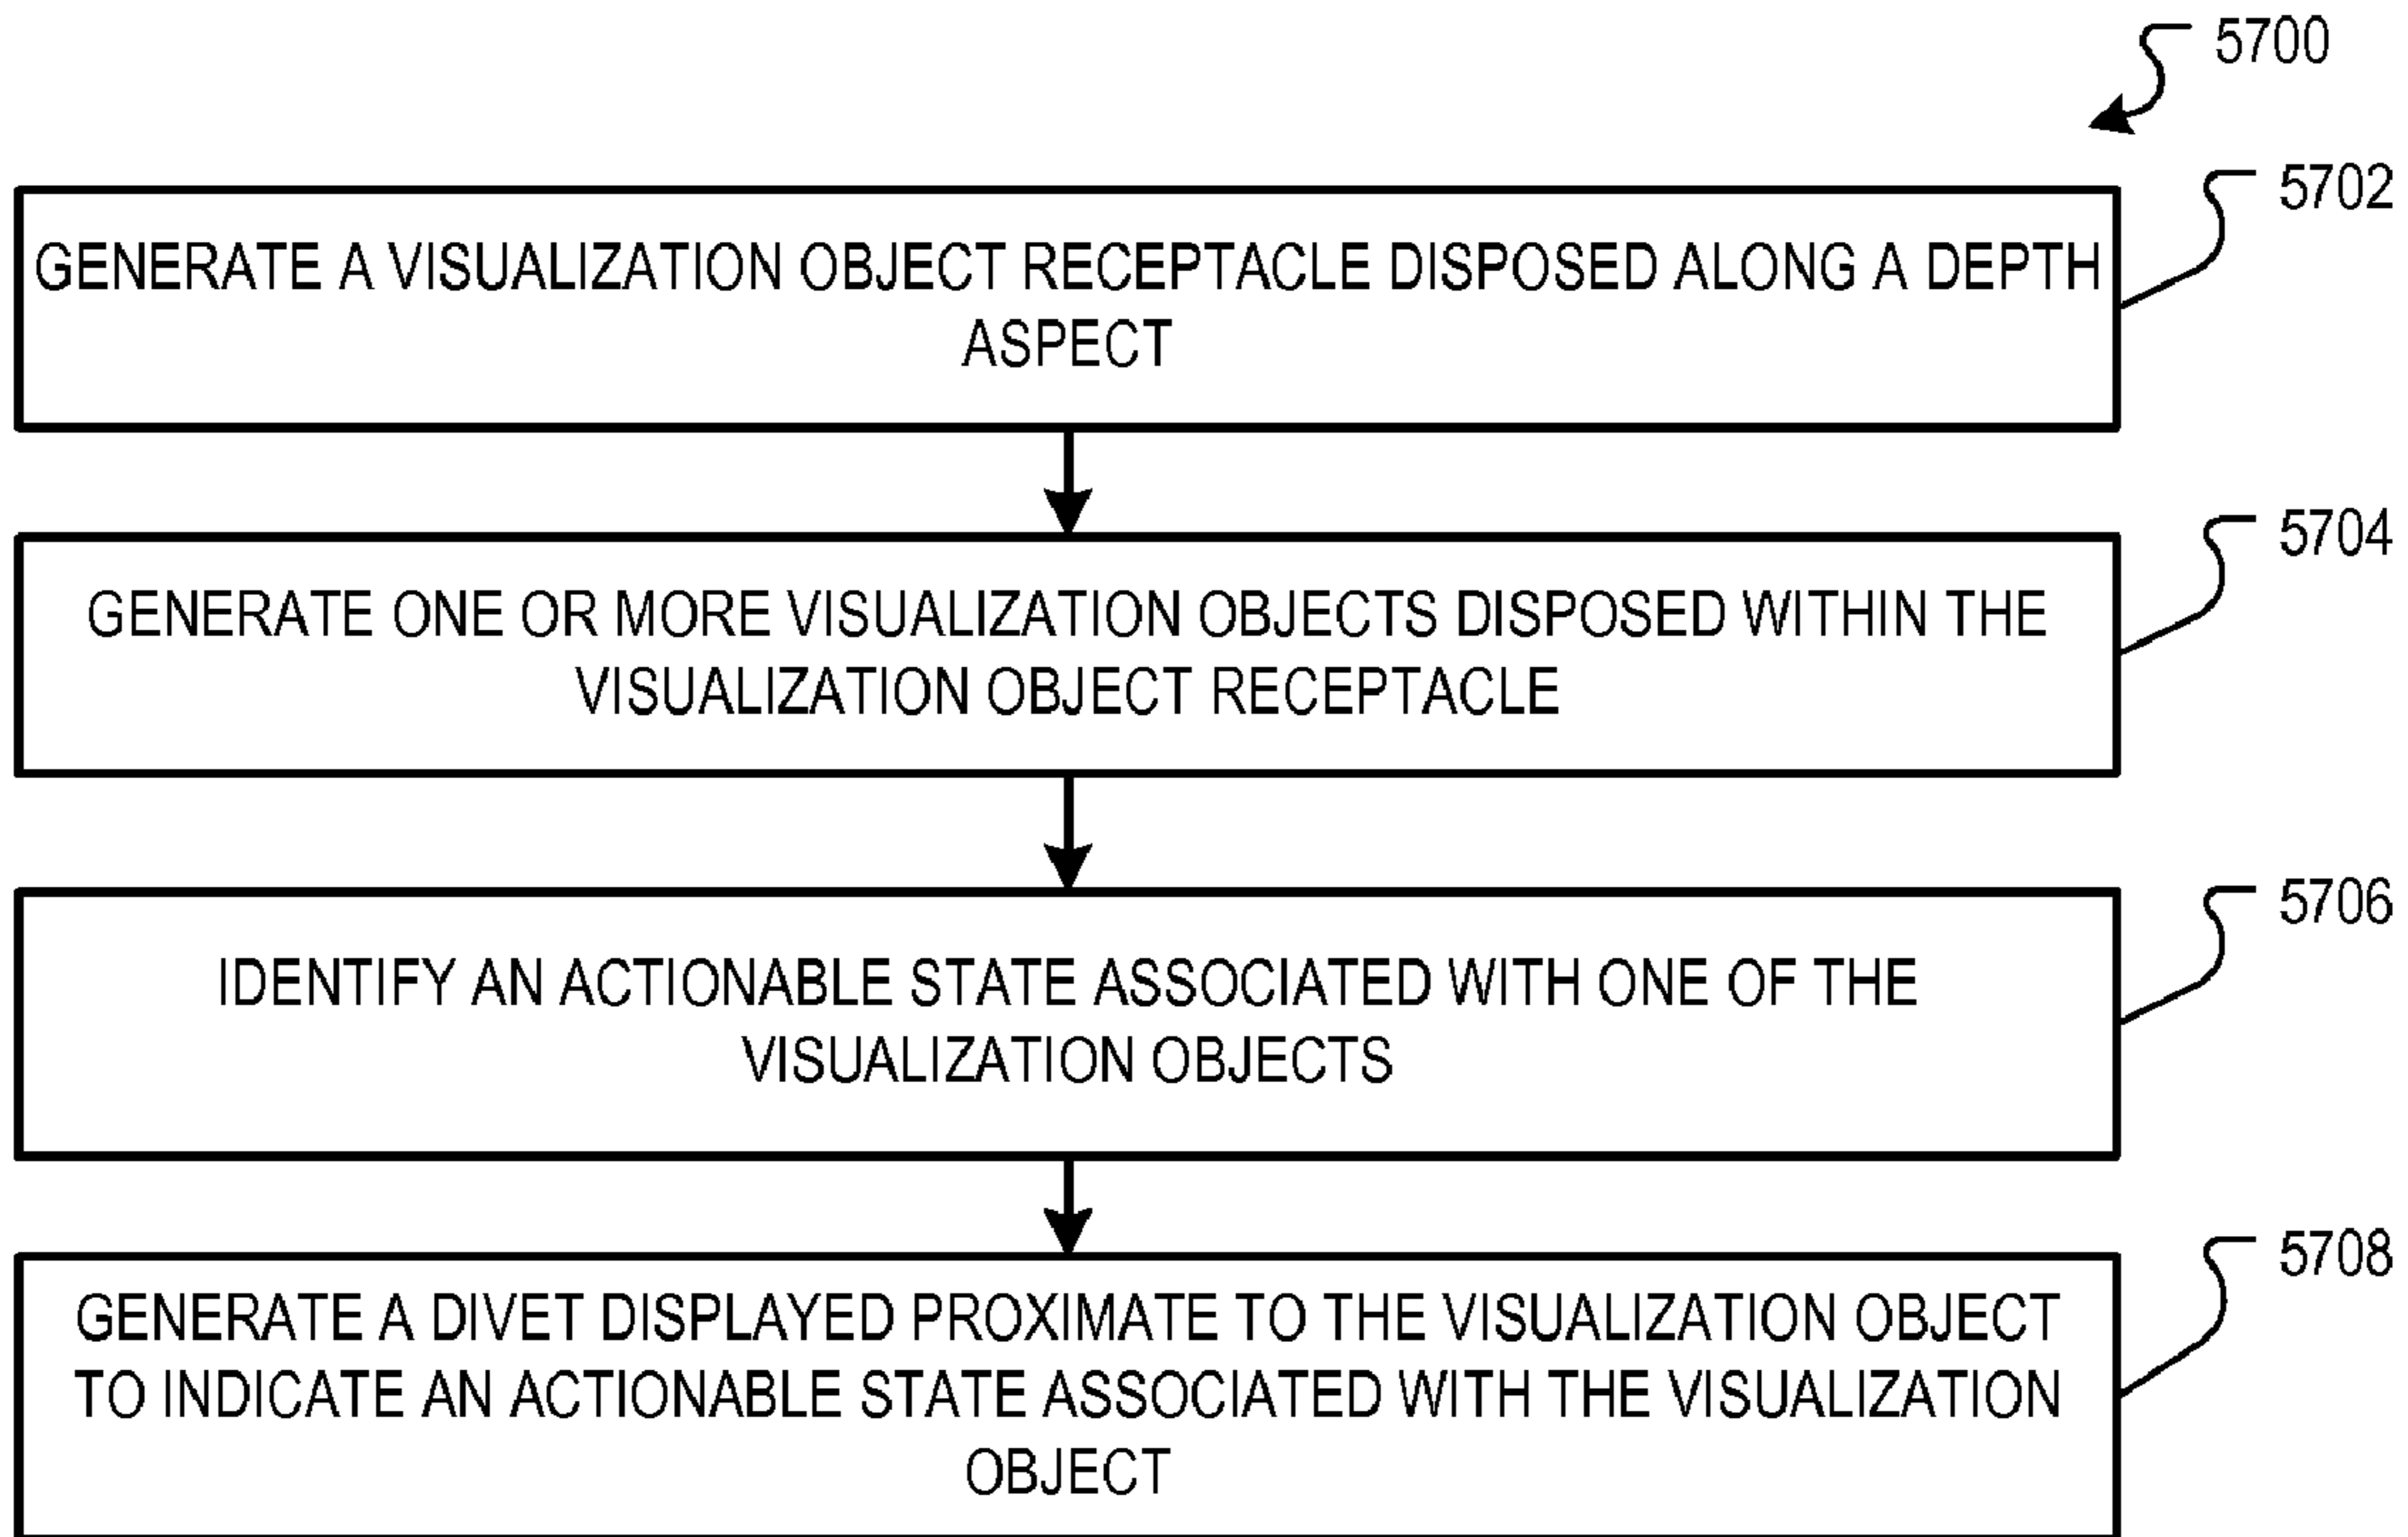 5700
5702
GENERATE A VISUALIZATION OBJECT RECEPTACLE DISPOSED ALONG A DEPTH
ASPECT
5704
GENERATE ONE OR MORE VISUALIZATION OBJECTS DISPOSED WITHIN THE
VISUALIZATION OBJECT RECEPTACLE
5706
IDENTIFY AN ACTIONABLE STATE ASSOCIATED WITH ONE OF THE
VISUALIZATION OBJECTS
5708
GENERATE A DIVET DISPLAYED PROXIMATE TO THE VISUALIZATION OBJECT
TO INDICATE AN ACTIONABLE STATE ASSOCIATED WITH THE VISUALIZATION
OBJECT